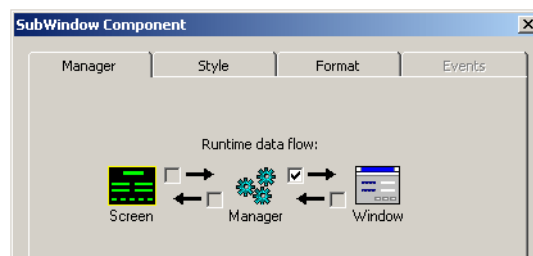 SubWindow Component
Manager Style Format Events
Runtime data flow:
Screen Manager Window